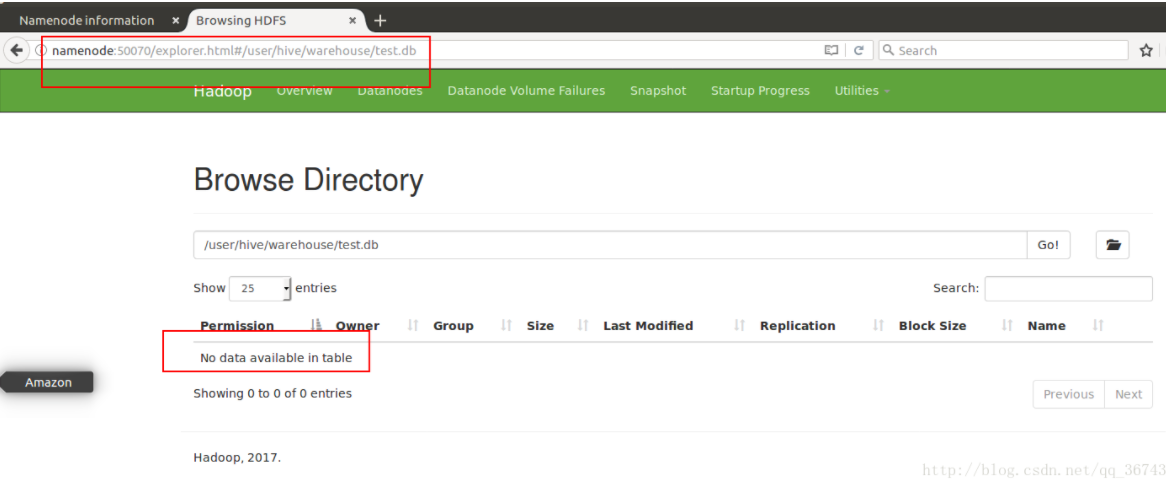 Namenode information × Browsing HDFS × +
namenode:50070/explorer.html#/user/hive/warehouse/test.db Search
Hadoop Overview Datanodes Datanode Volume Failures Snapshot Startup Progress Utilities
Browse Directory
/user/hive/warehouse/test.db Go!
Show 25 entries Search:
Permission Owner Group Size Last Modified Replication Block Size Name
No data available in table
Amazon
Showing 0 to 0 of 0 entries Previous Next
Hadoop, 2017.
http://blog.csdn.net/qq_36743